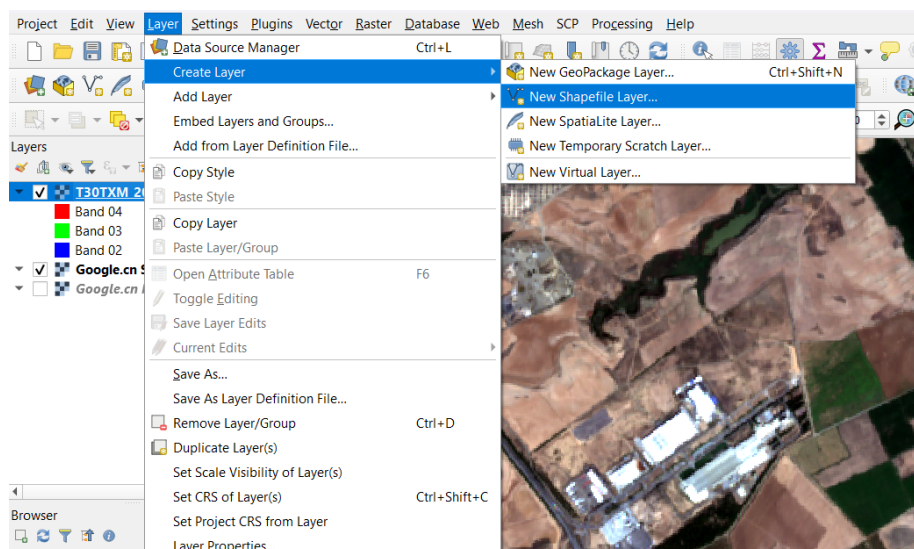 Project Edit View Layer Settings Plugins Vector Raster Database Web Mesh SCP Processing Help
Data Source Manager Ctrl+L
Create Layer
Add Layer
Embed Layers and Groups...
Add from Layer Definition File...
Copy Style
Paste Style
Copy Layer
Paste Layer/Group
Open Attribute Table F6
Toggle Editing
Save Layer Edits
Current Edits
Save As...
Save As Layer Definition File...
Remove Layer/Group Ctrl+D
Duplicate Layer(s)
Set Scale Visibility of Layer(s)
Set CRS of Layer(s) Ctrl+Shift+C
Set Project CRS from Layer
Layer Properties
New GeoPackage Layer... Ctrl+Shift+N
New Shapefile Layer...
New SpatiaLite Layer...
New Temporary Scratch Layer...
New Virtual Layer...
Layers
T30TXM
Band 04
Band 03
Band 02
Google.cn
Google.cn
Browser